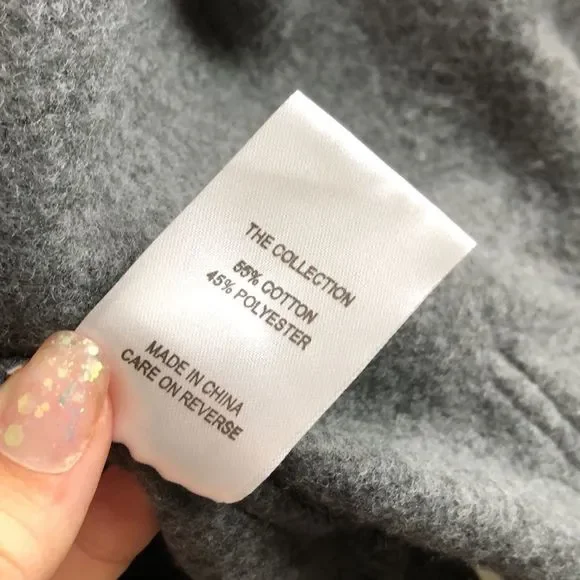 THE COLLECTION
55% COTTON
45% POLYESTER
MADE IN CHINA
CARE ON REVERSE